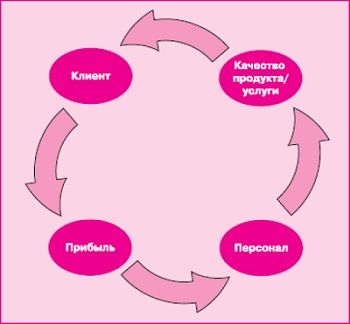 Клиент
Качество
продукта/
услуги
Прибыль
Персонал